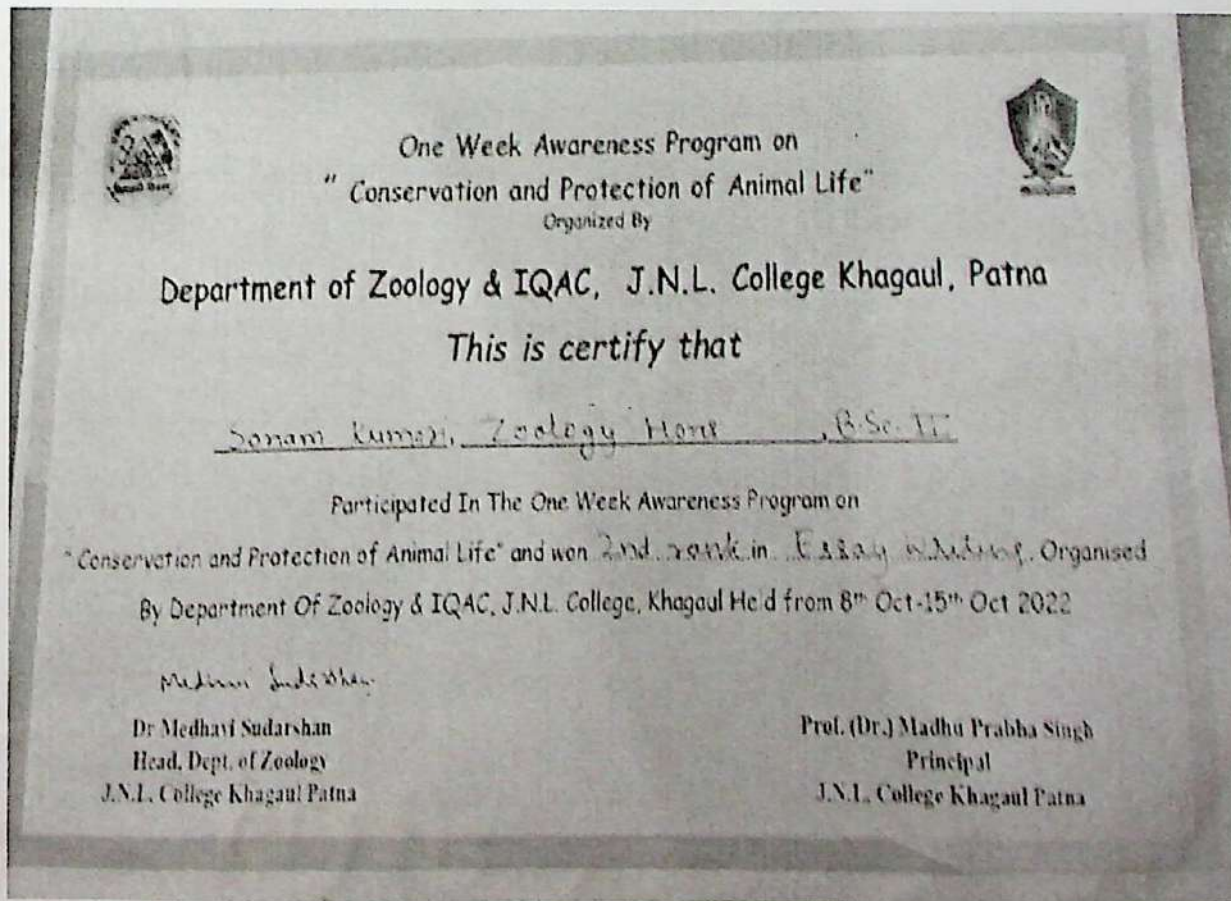 One Week Awareness Program on
" Conservation and Protection of Animal Life"
Organized By
Department of Zoology & IQAC, J.N.L. College Khagaul, Patna
This is certify that
Sonam Kumari, Zoology Hons , B.Sc. II
Participated In The One Week Awareness Program on
"Conservation and Protection of Animal Life" and won 2nd rank in Essay Writing. Organised
By Department Of Zoology & IQAC, J.N.L. College, Khagaul Held from 8th Oct-15th Oct 2022
Dr Medhavi Sudarshan
Head, Dept. of Zoology
J.N.L. College Khagaul Patna
Prof. (Dr.) Madhu Prabha Singh
Principal
J.N.L. College Khagaul Patna